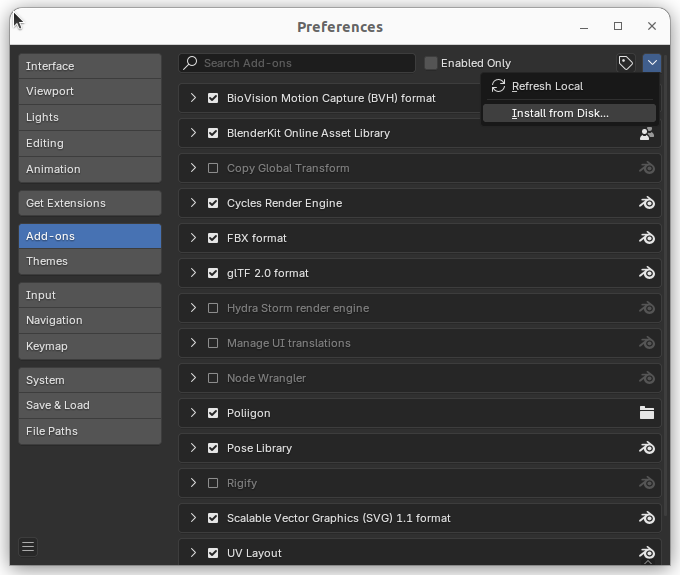 Preferences
Interface
Viewport
Lights
Editing
Animation
Get Extensions
Add-ons
Themes
Input
Navigation
Keymap
System
Save & Load
File Paths
Search Add-ons
Enabled Only
Refresh Local
Install from Disk...
BioVision Motion Capture (BVH) format
BlenderKit Online Asset Library
Copy Global Transform
Cycles Render Engine
FBX format
glTF 2.0 format
Hydra Storm render engine
Manage UI translations
Node Wrangler
Poliigon
Pose Library
Rigify
Scalable Vector Graphics (SVG) 1.1 format
UV Layout